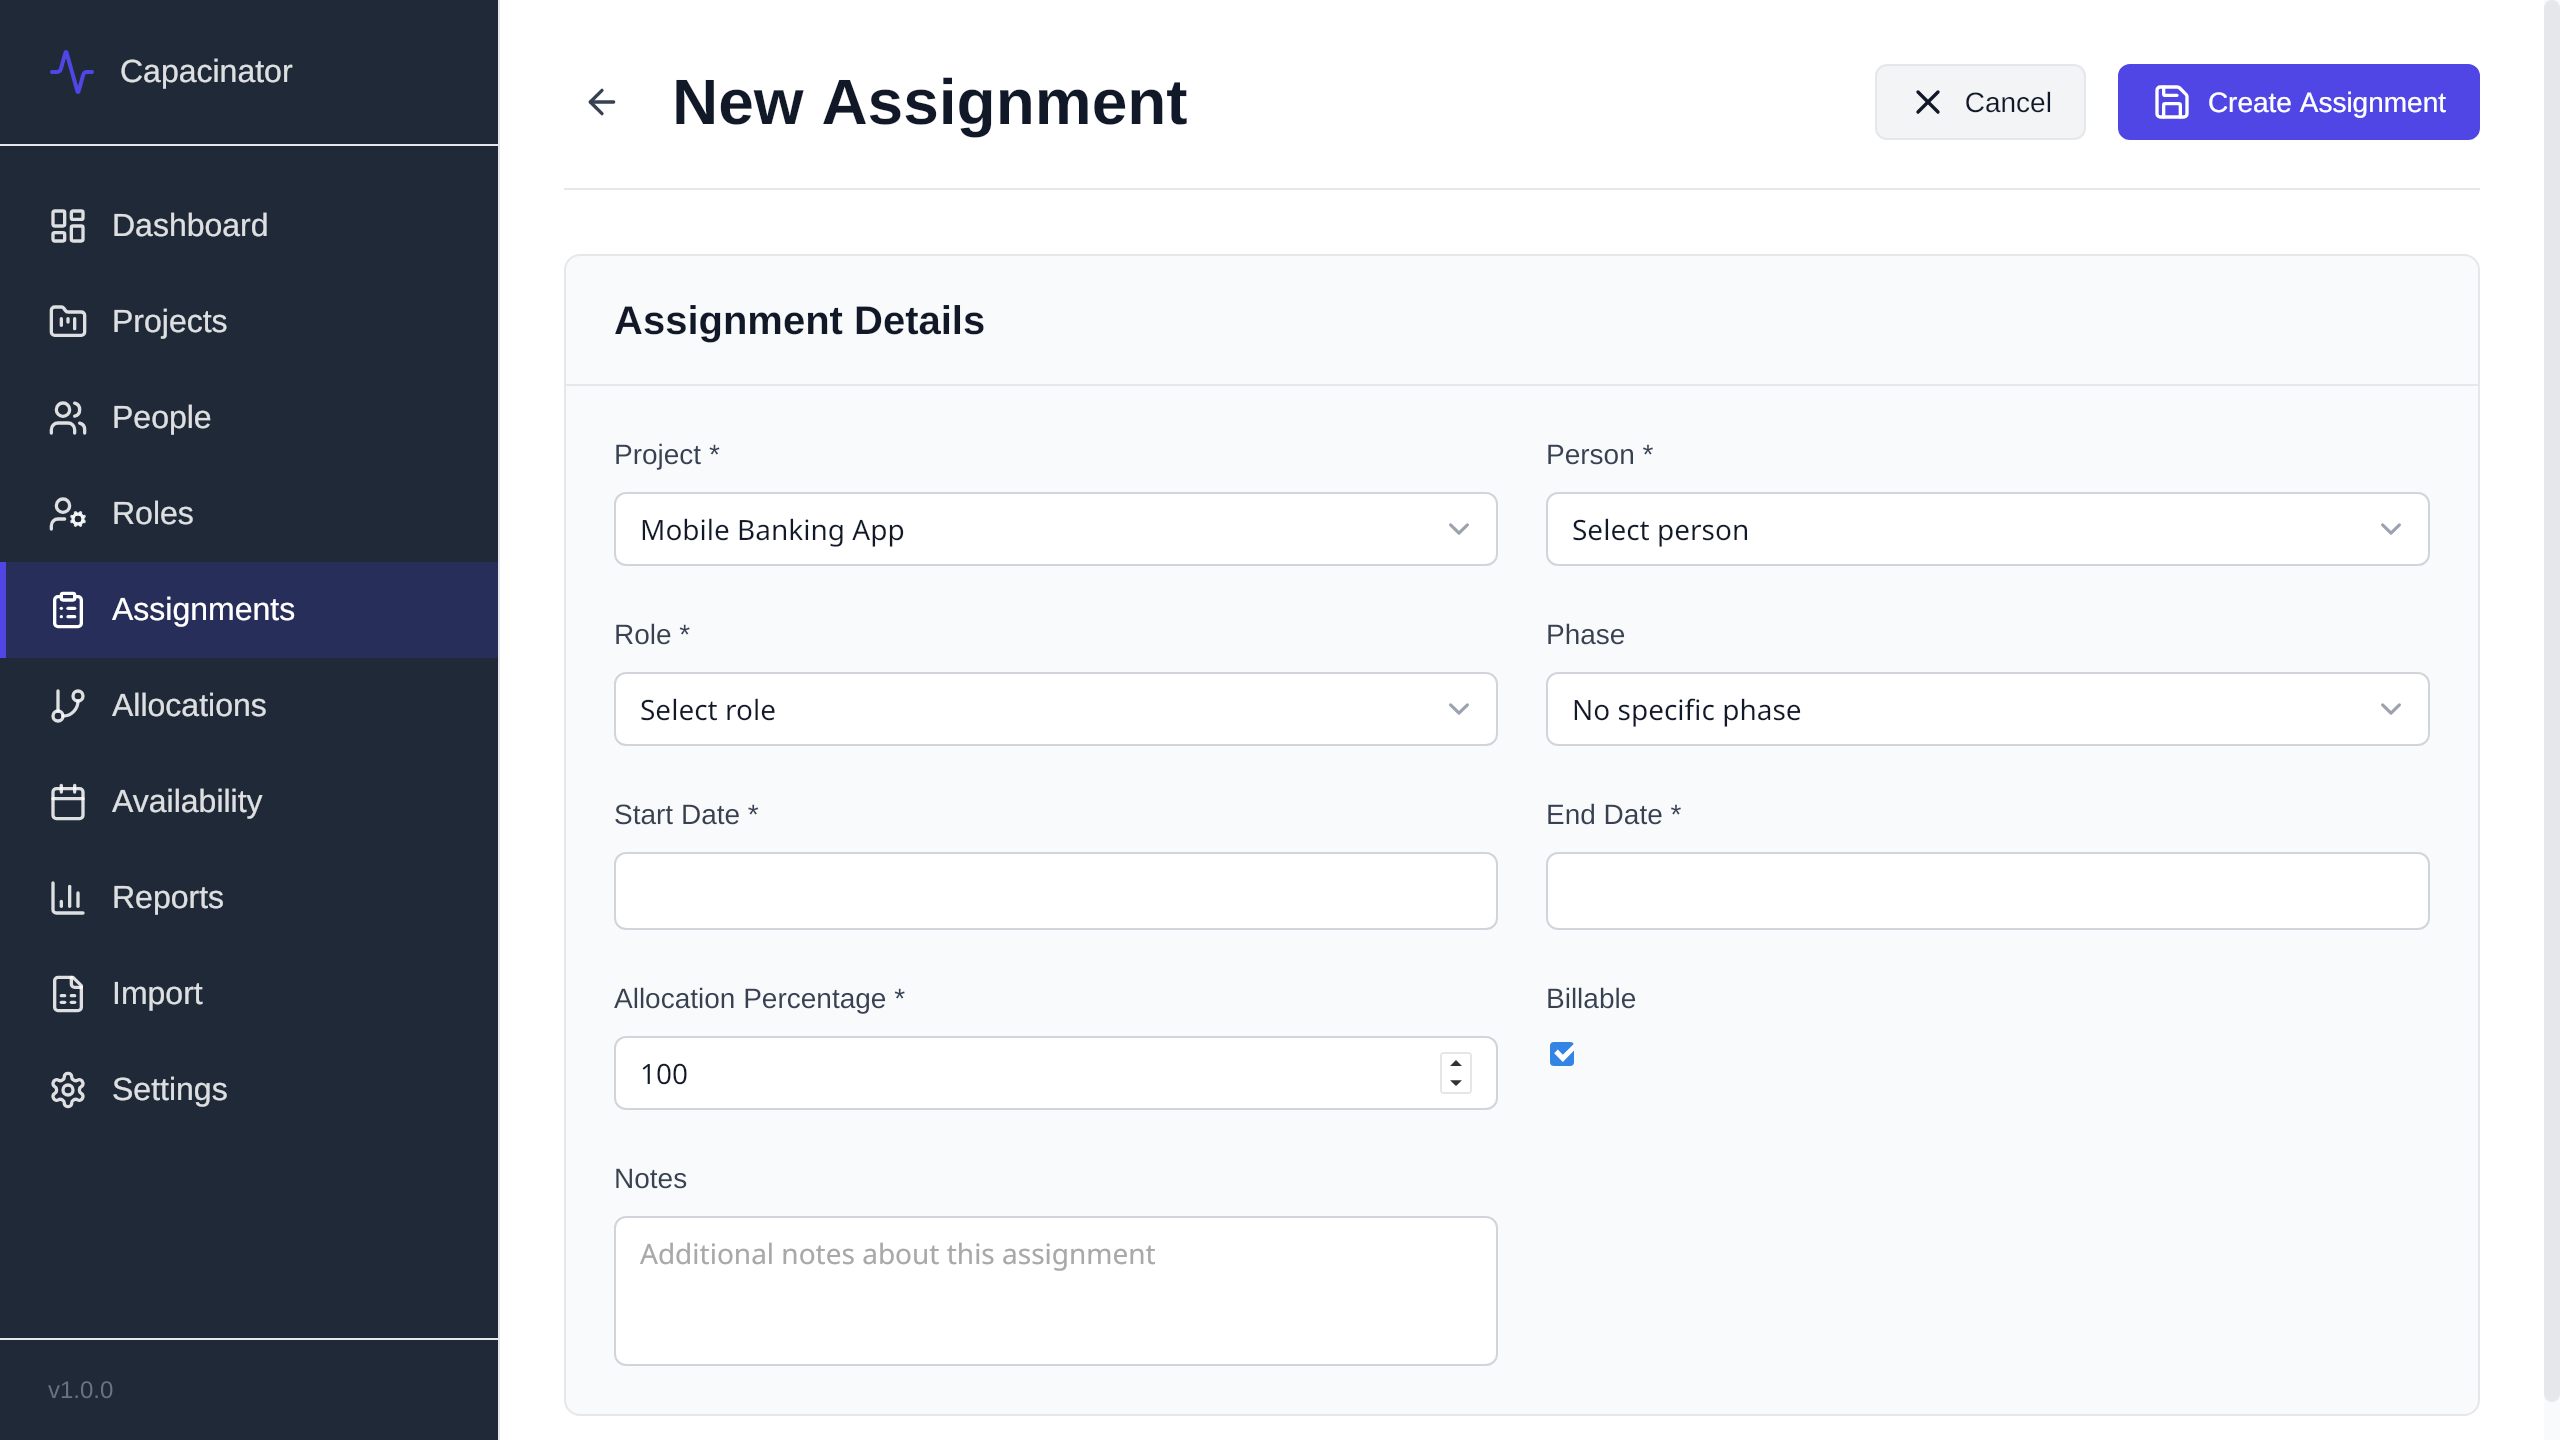 Capacinator
Dashboard
Projects
People
Roles
Assignments
Allocations
Availability
Reports
Import
Settings
v1.0.0
New Assignment
Cancel
Create Assignment
Assignment Details
Project *
Mobile Banking App
Person *
Select person
Role *
Select role
Phase
No specific phase
Start Date *
End Date *
Allocation Percentage *
100
Billable
Notes
Additional notes about this assignment